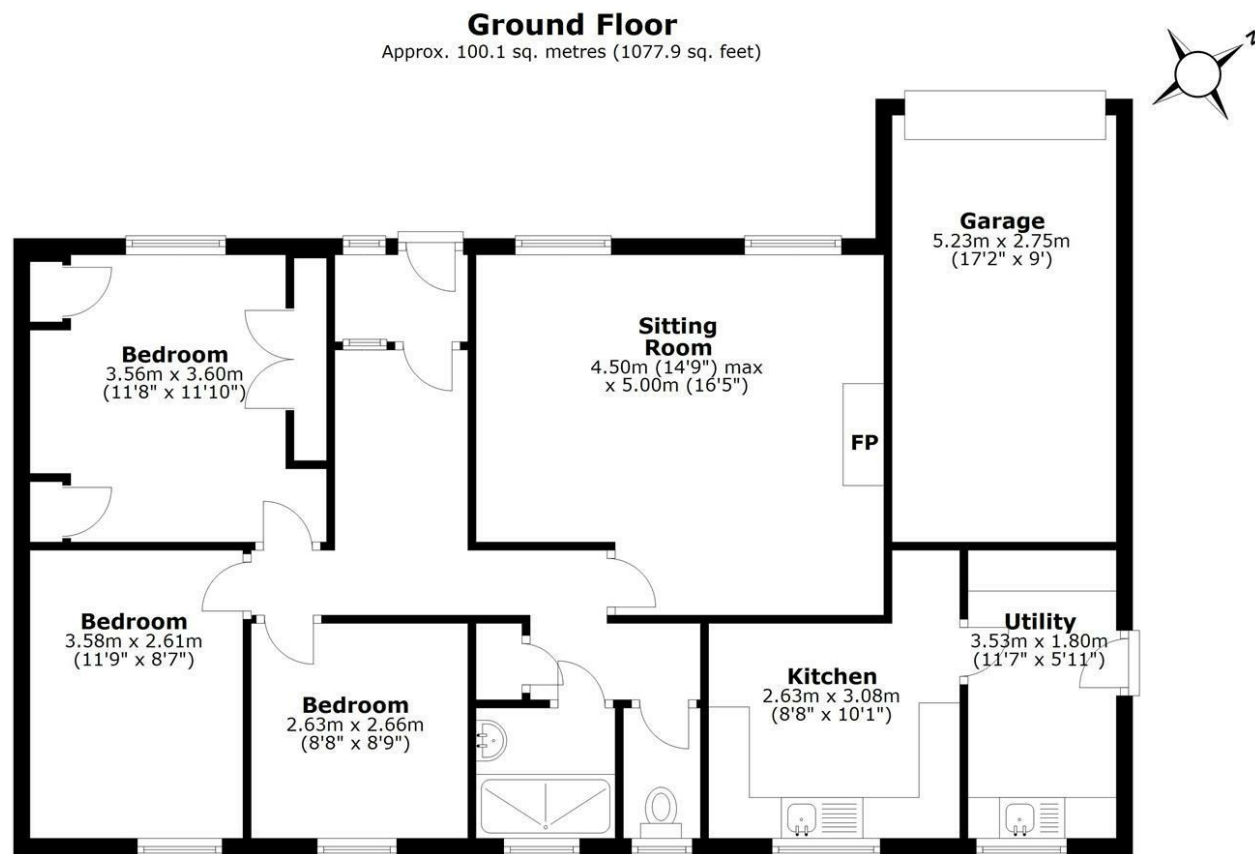 Ground Floor
Approx. 100.1 sq. metres (1077.9 sq. feet)
N
Garage
5.23m x 2.75m
(17'2" x 9')
Sitting
Room
4.50m (14'9") max
x 5.00m (16'5")
FP
Bedroom
3.56m x 3.60m
(11'8" x 11'10")
Bedroom
3.58m x 2.61m
(11'9" x 8'7")
Bedroom
2.63m x 2.66m
(8'8" x 8'9")
Kitchen
2.63m x 3.08m
(8'8" x 10'1")
Utility
3.53m x 1.80m
(11'7" x 5'11")